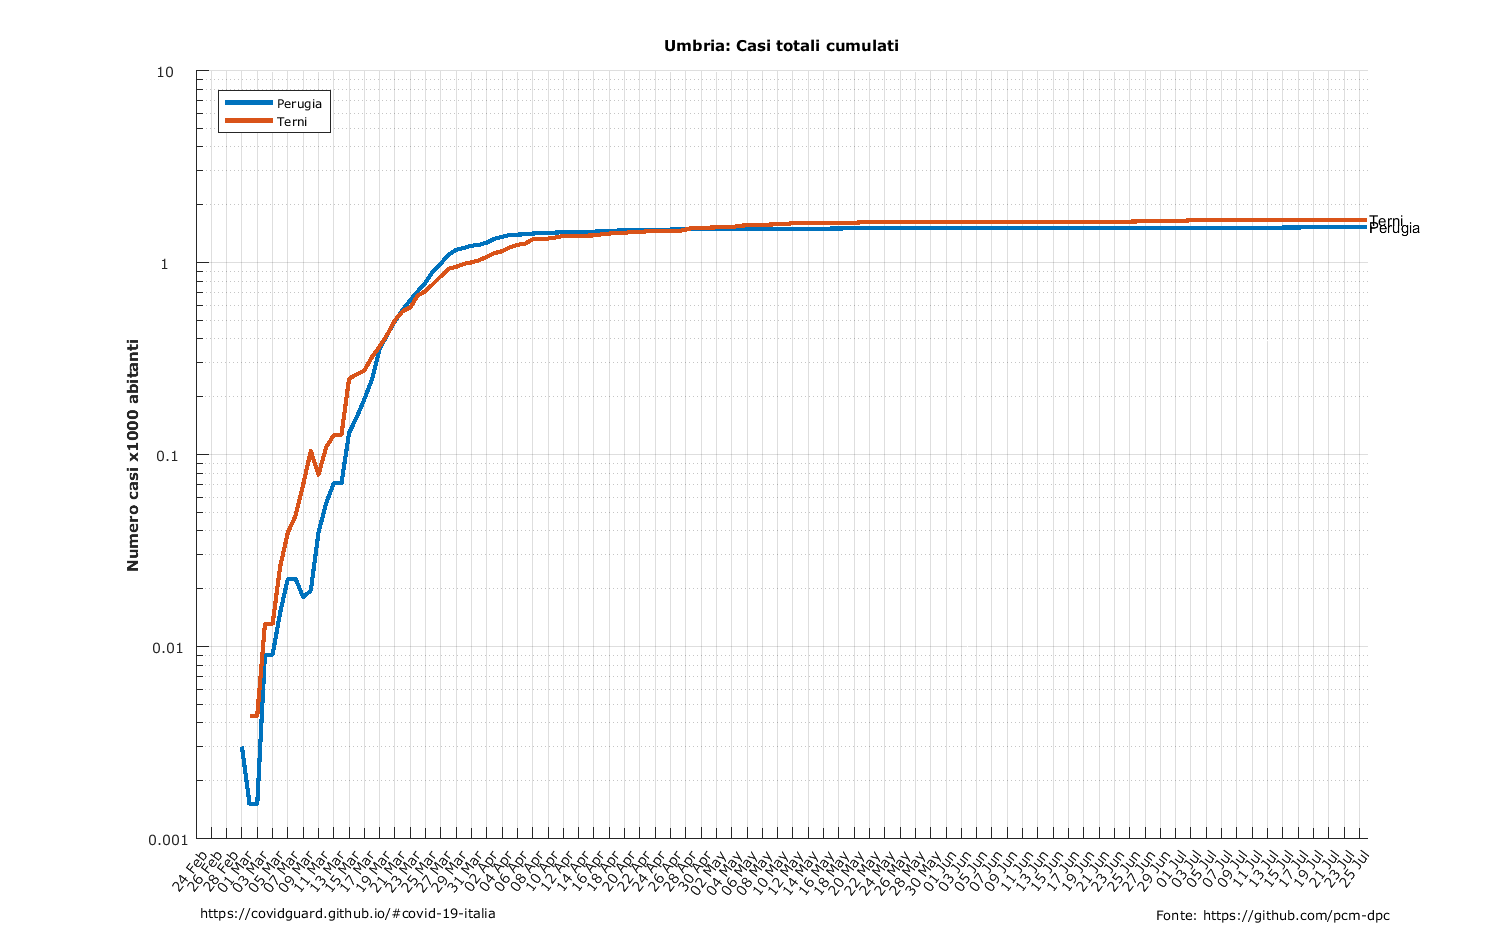 Umbria: Casi totali cumulati
10
1
0.1
0.01
0.001
Numero casi x1000 abitanti
Perugia
Terni
Terni
Perugia
24 Feb
26 Feb
28 Feb
01 Mar
03 Mar
05 Mar
07 Mar
09 Mar
11 Mar
13 Mar
15 Mar
17 Mar
19 Mar
21 Mar
23 Mar
25 Mar
27 Mar
29 Mar
31 Mar
02 Apr
04 Apr
06 Apr
08 Apr
10 Apr
12 Apr
14 Apr
16 Apr
18 Apr
20 Apr
22 Apr
24 Apr
26 Apr
28 Apr
30 Apr
02 May
04 May
06 May
08 May
10 May
12 May
14 May
16 May
18 May
20 May
22 May
24 May
26 May
28 May
30 May
01 Jun
03 Jun
05 Jun
07 Jun
09 Jun
11 Jun
13 Jun
15 Jun
17 Jun
19 Jun
21 Jun
23 Jun
25 Jun
27 Jun
29 Jun
01 Jul
03 Jul
05 Jul
07 Jul
09 Jul
11 Jul
13 Jul
15 Jul
17 Jul
19 Jul
21 Jul
23 Jul
25 Jul
https://covidguard.github.io/#covid-19-italia
Fonte: https://github.com/pcm-dpc